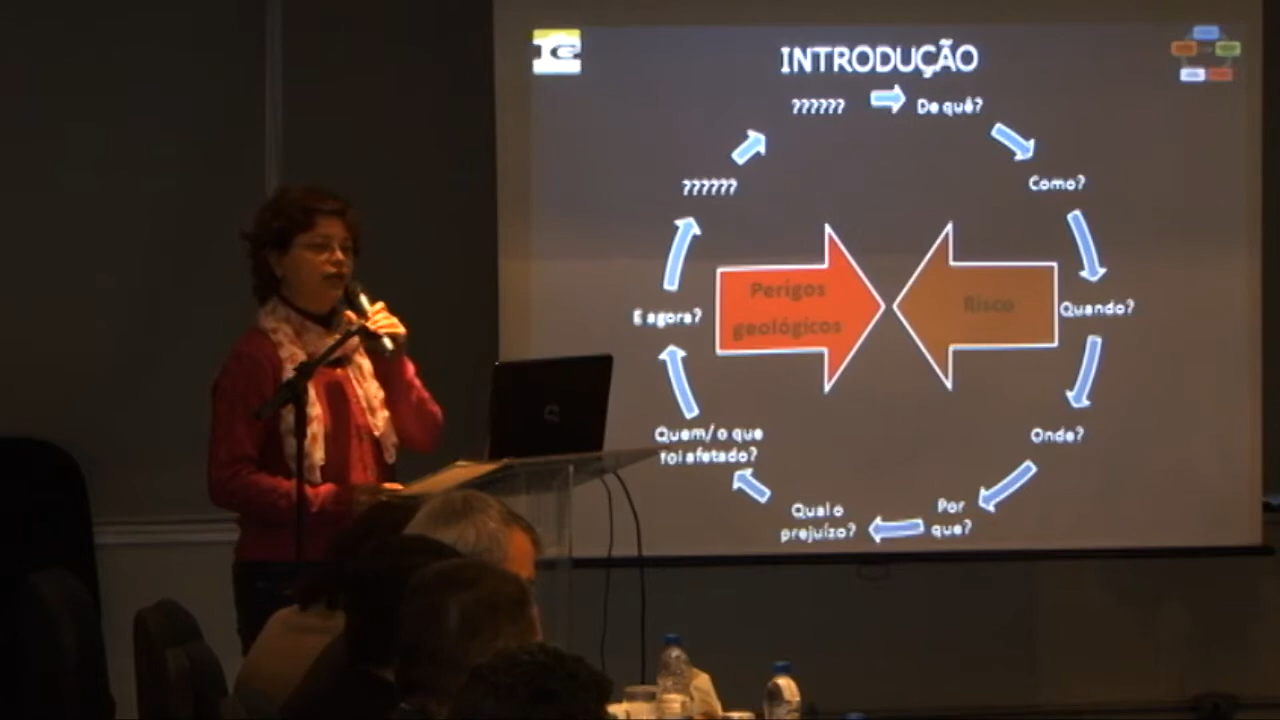 INTRODUÇÃO
??????
De quê?
Como?
Quando?
Onde?
Por
que?
Qual o
prejuízo?
Quem/ o que
foi afetado?
E agora?
??????
Perigos
geológicos
Risco